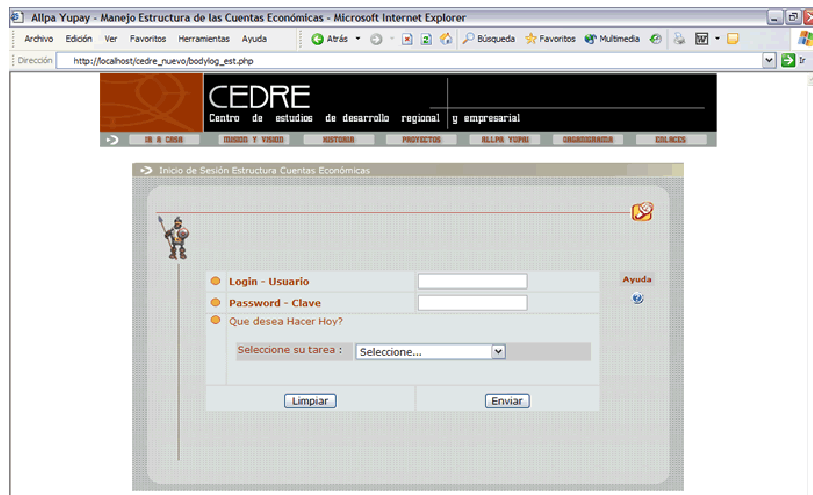 Allpa Yupay - Manejo Estructura de las Cuentas Económicas - Microsoft Internet Explorer
Archivo Edición Ver Favoritos Herramientas Ayuda Atrás Búsqueda Favoritos Multimedia
Dirección http://localhost/cedre_nuevo/bodylog_est.php Ir
CEDRE
Centro de estudios de desarrollo regional y empresarial
IR A CASA MISION Y VISION HISTORIA PROYECTOS ALLPA YUPAI ORGANIGRAMA ENLACES
Inicio de Sesión Estructura Cuentas Económicas
Login - Usuario
Ayuda
Password - Clave
Que desea Hacer Hoy?
Seleccione su tarea : Seleccione...
Limpiar Enviar